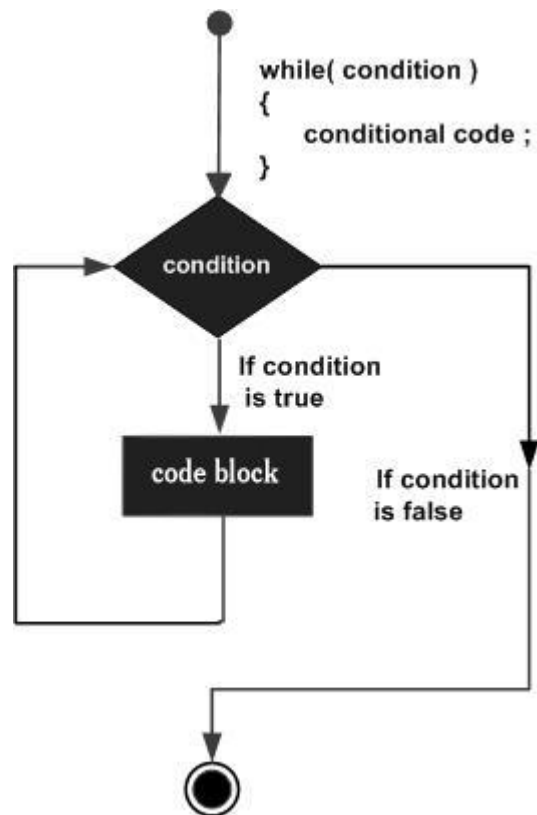 while( condition )
{
conditional code ;
}
condition
If condition
is true
code block
If condition
is false